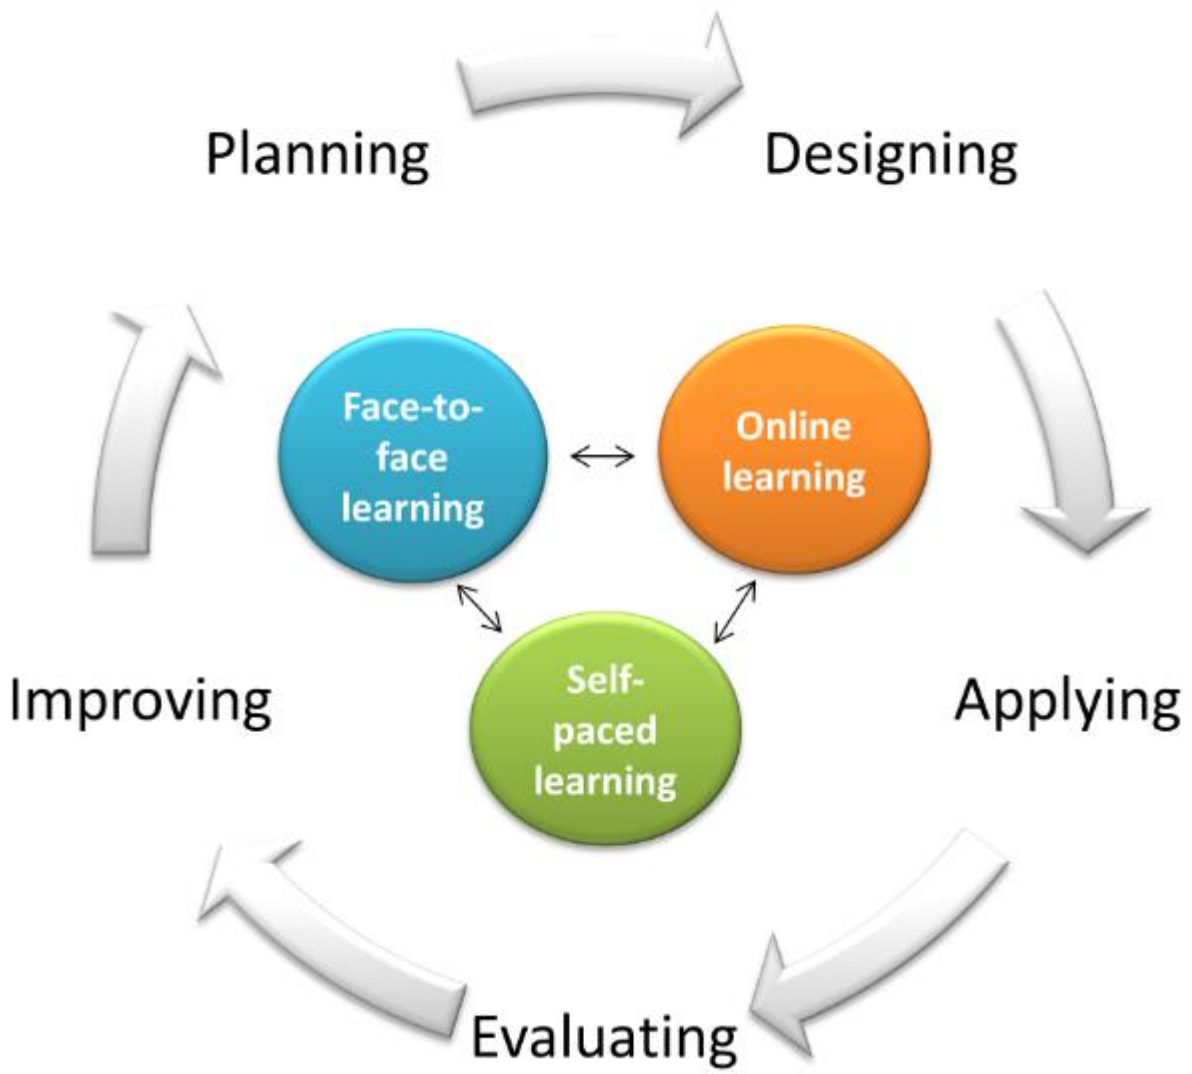 Planning
Designing
Face-to-
face
learning
Online
learning
Self-
paced
learning
Improving
Applying
Evaluating